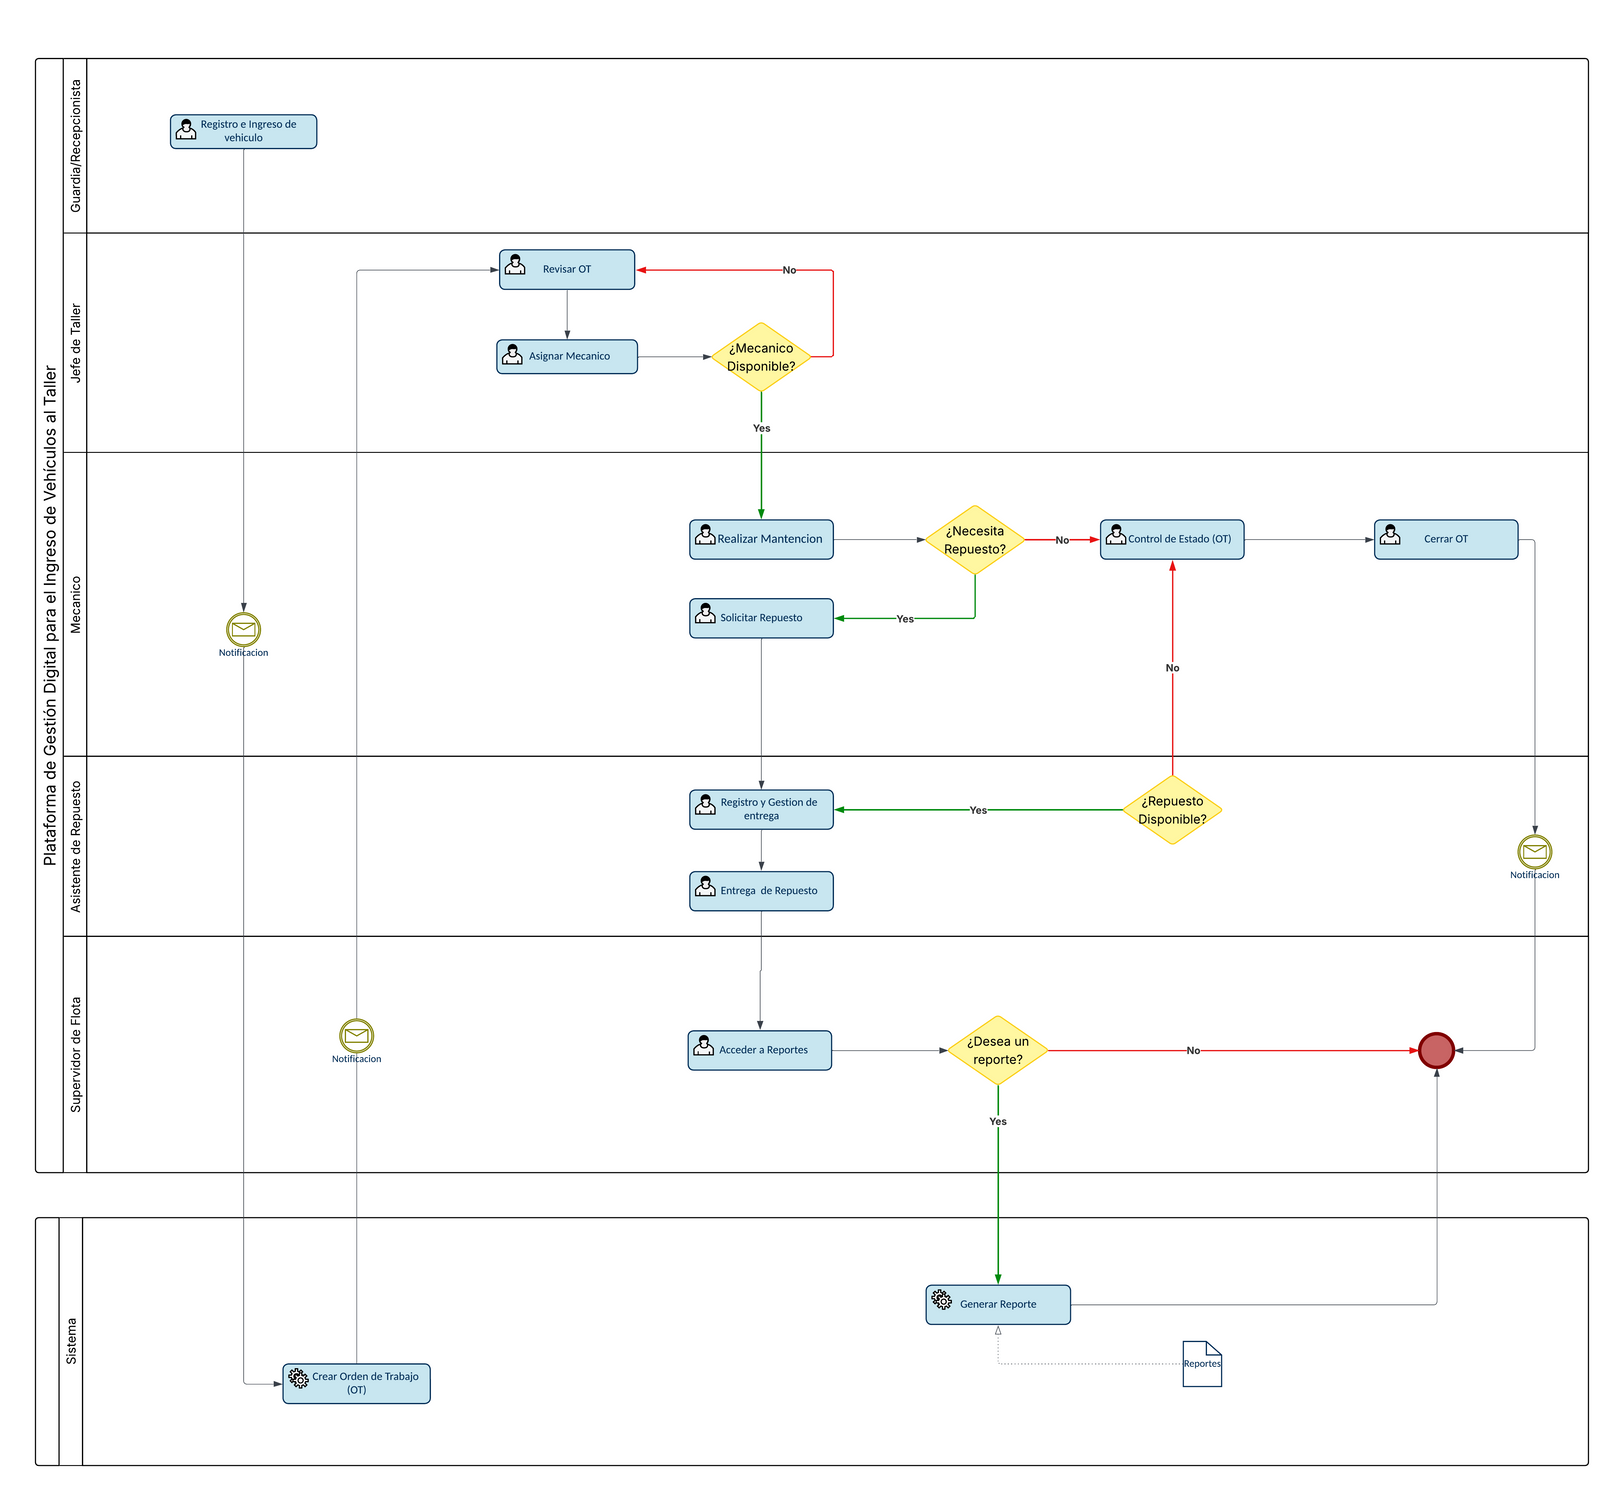 Plataforma de Gestión Digital para el Ingreso de Vehículos al Taller
Guardia/Recepcionista
Registro e Ingreso de
vehiculo
Jefe de Taller
Revisar OT
No
Asignar Mecanico
¿Mecanico
Disponible?
Yes
Mecanico
Realizar Mantencion
¿Necesita
Repuesto?
No
Control de Estado (OT)
Cerrar OT
Solicitar Repuesto
Yes
Notificacion
No
Asistente de Repuesto
Registro y Gestion de
entrega
Yes
¿Repuesto
Disponible?
Notificacion
Entrega  de Repuesto
Supervidor de Flota
Notificacion
Acceder a Reportes
¿Desea un
reporte?
No
Yes
Sistema
Generar Reporte
Reportes
Crear Orden de Trabajo
(OT)